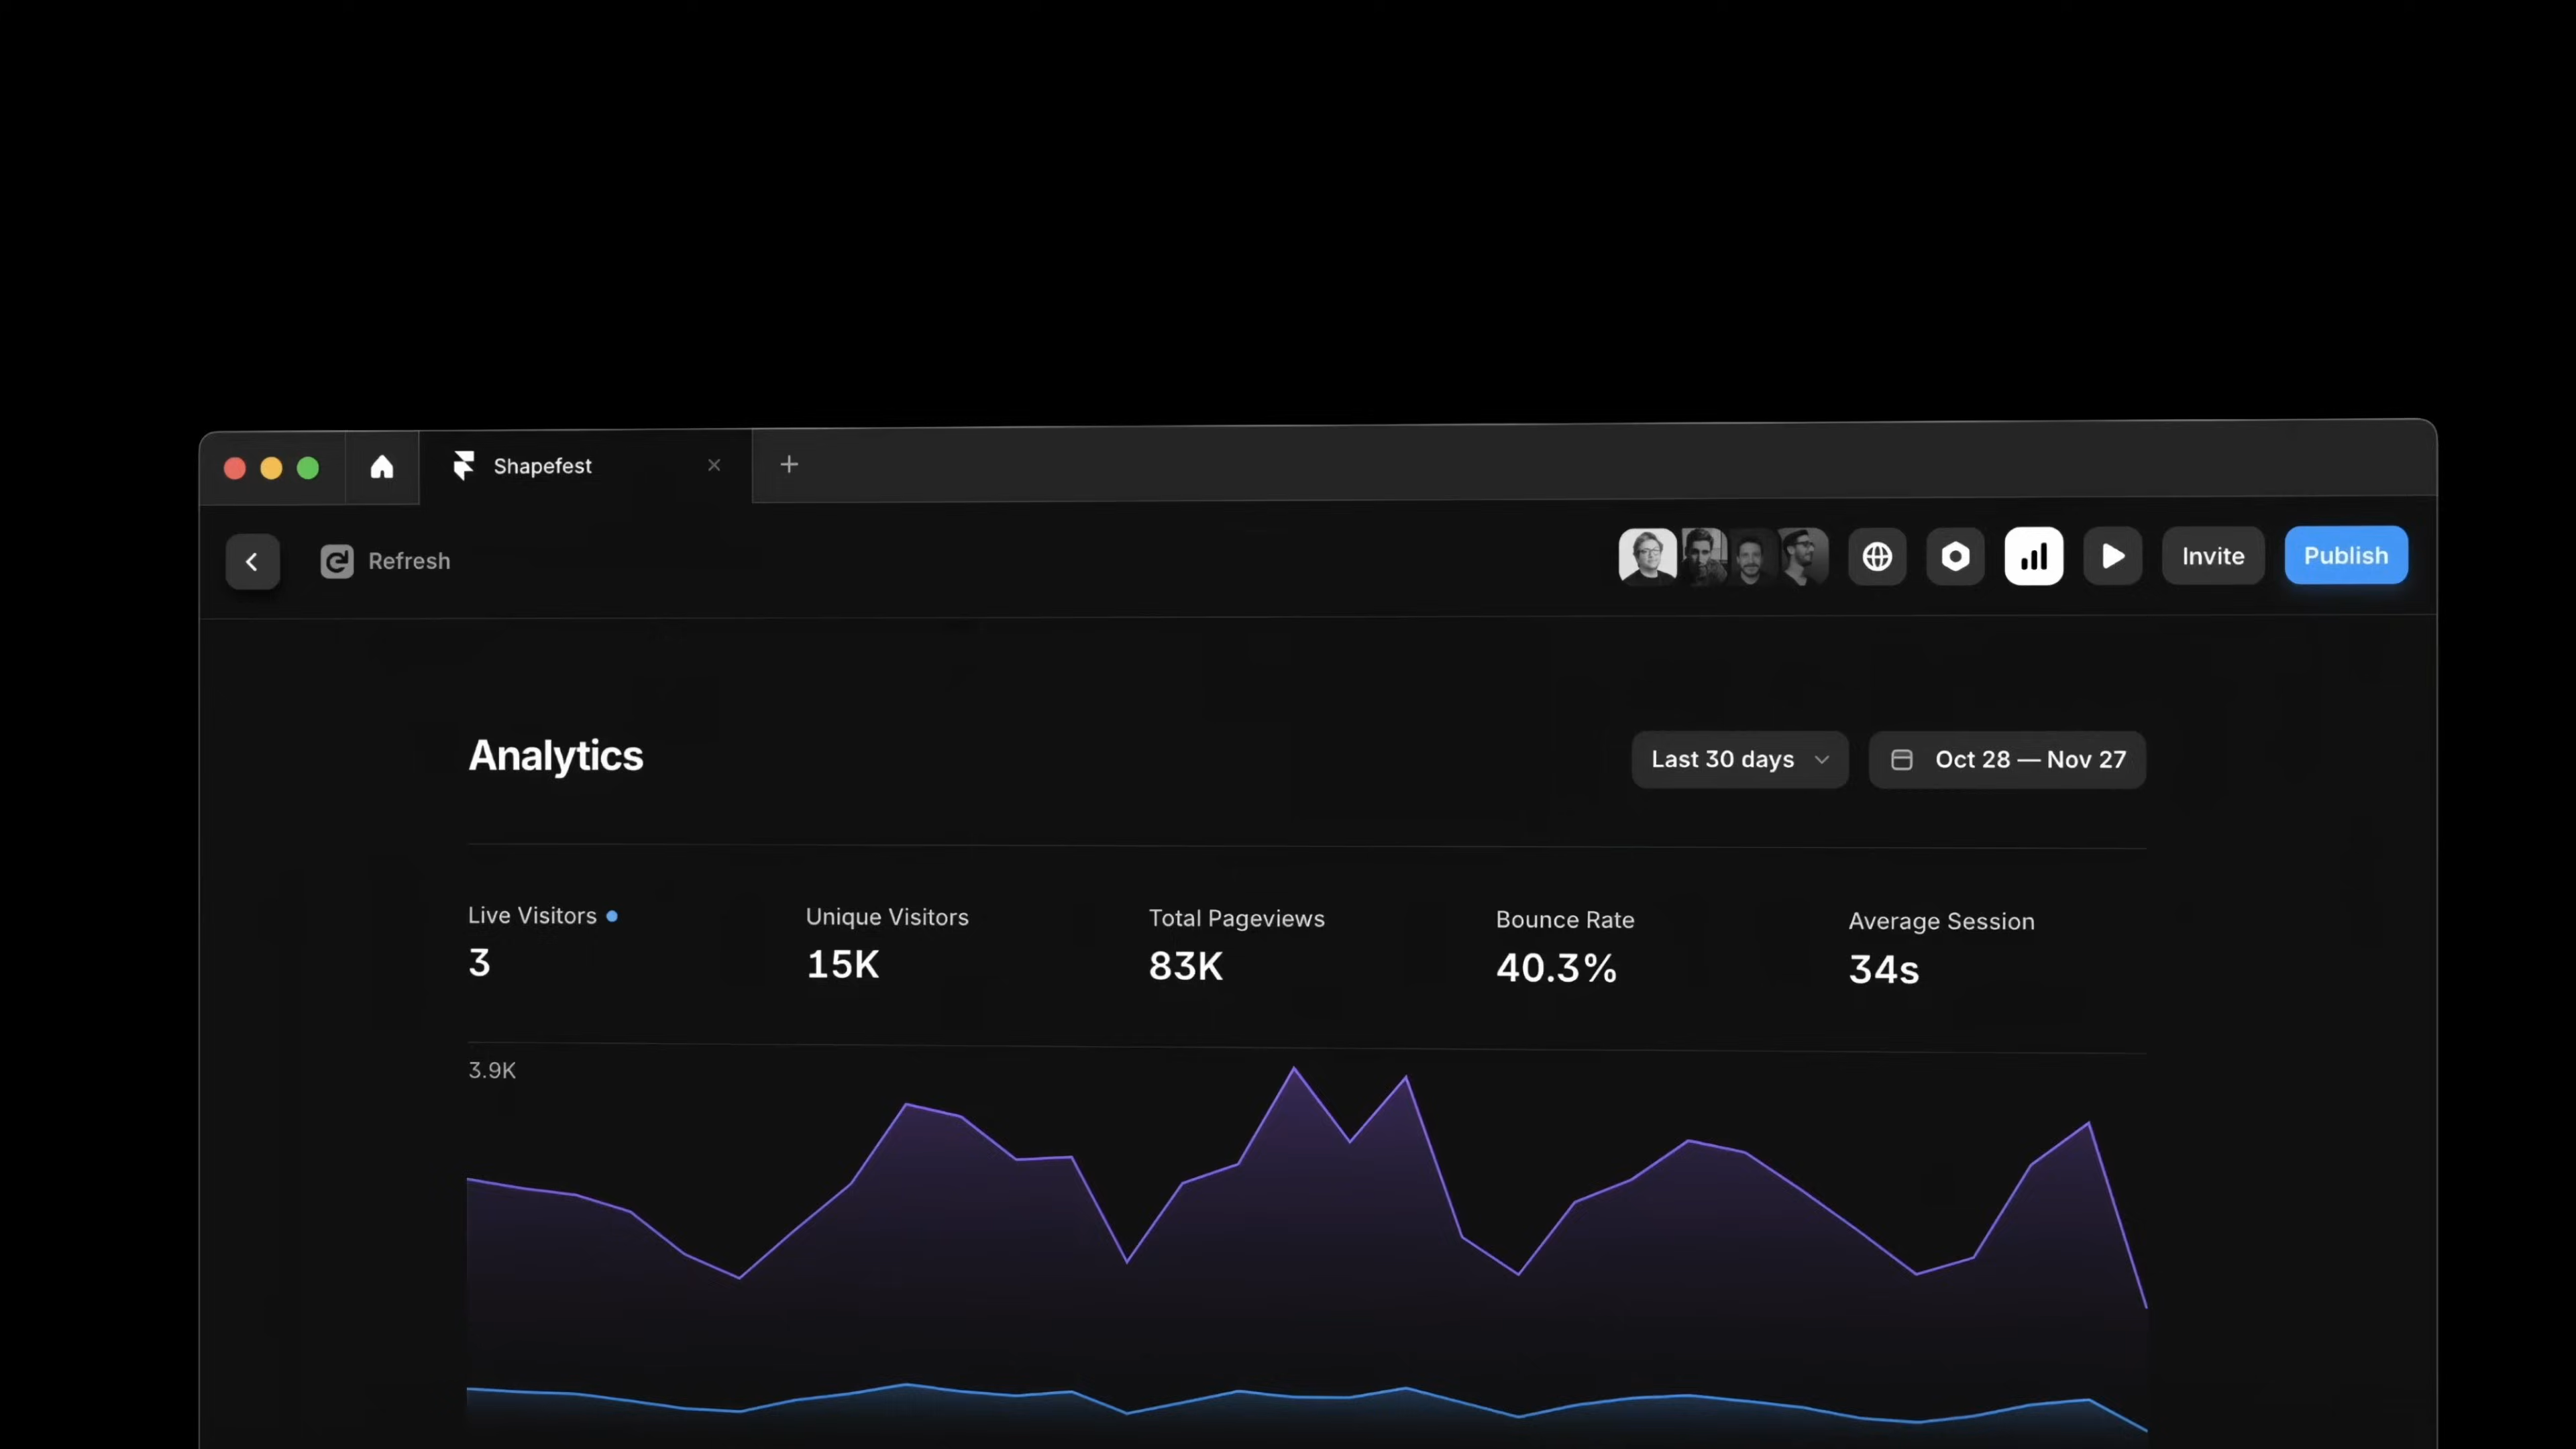 Shapefest
Refresh
Invite
Publish
Analytics
Last 30 days
Oct 28 — Nov 27
Live Visitors
3
Unique Visitors
15K
Total Pageviews
83K
Bounce Rate
40.3%
Average Session
34s
3.9K